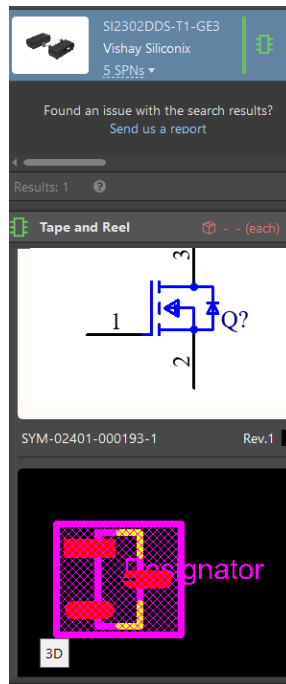 SI2302DDS-T1-GE3
Vishay Siliconix
5 SPNs
Found an issue with the search results?
Send us a report
Results: 1 ?
Tape and Reel - - (each)
3
1
Q?
2
SYM-02401-000193-1 Rev.1
Designator
3D